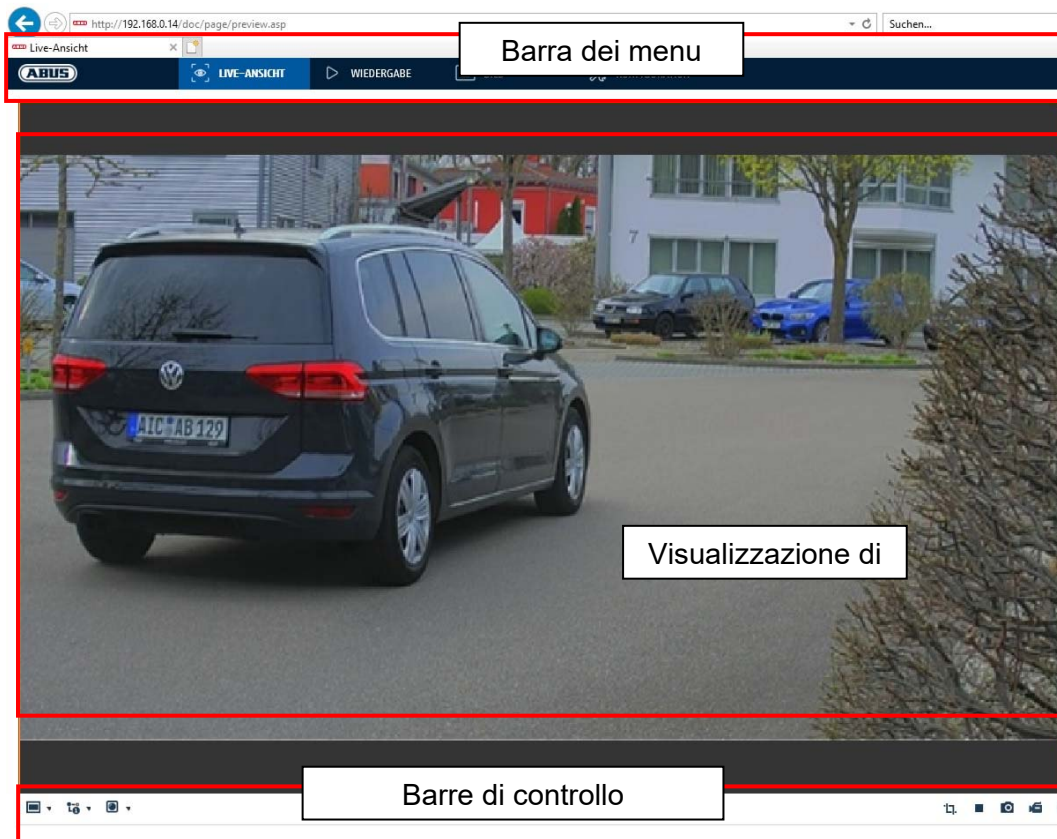 http://192.168.0.14/doc/page/preview.asp
Suchen...
Live-Ansicht
Barra dei menu
ABUS
LIVE-ANSICHT
WIEDERGABE
7
AIC AB 129
Visualizzazione di
Barre di controllo